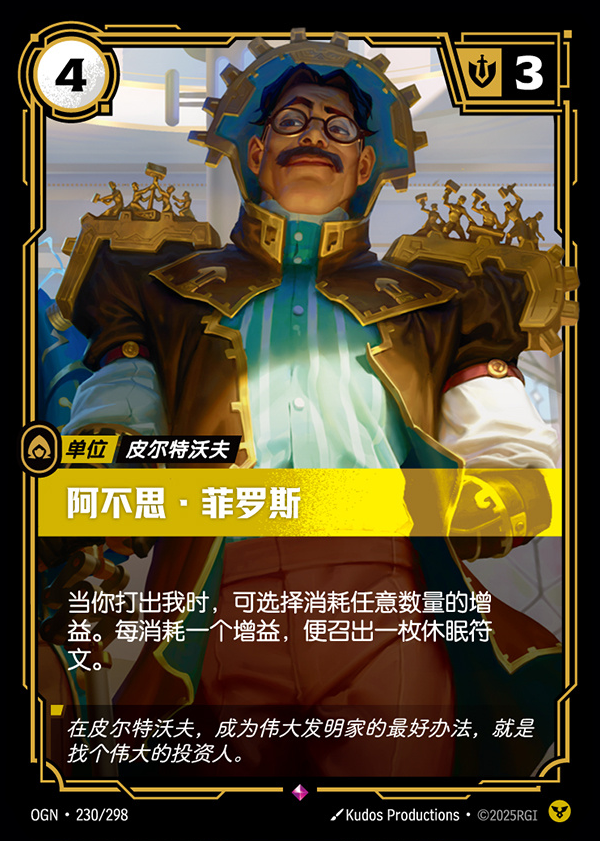 4
3
单位
皮尔特沃夫
阿不思·菲罗斯
当你打出我时，可选择消耗任意数量的增
益。每消耗一个增益，便召出一枚休眠符
文。
在皮尔特沃夫，成为伟大发明家的最好办法，就是
找个伟大的投资人。
OGN • 230/298
Kudos Productions • ©2025RGI